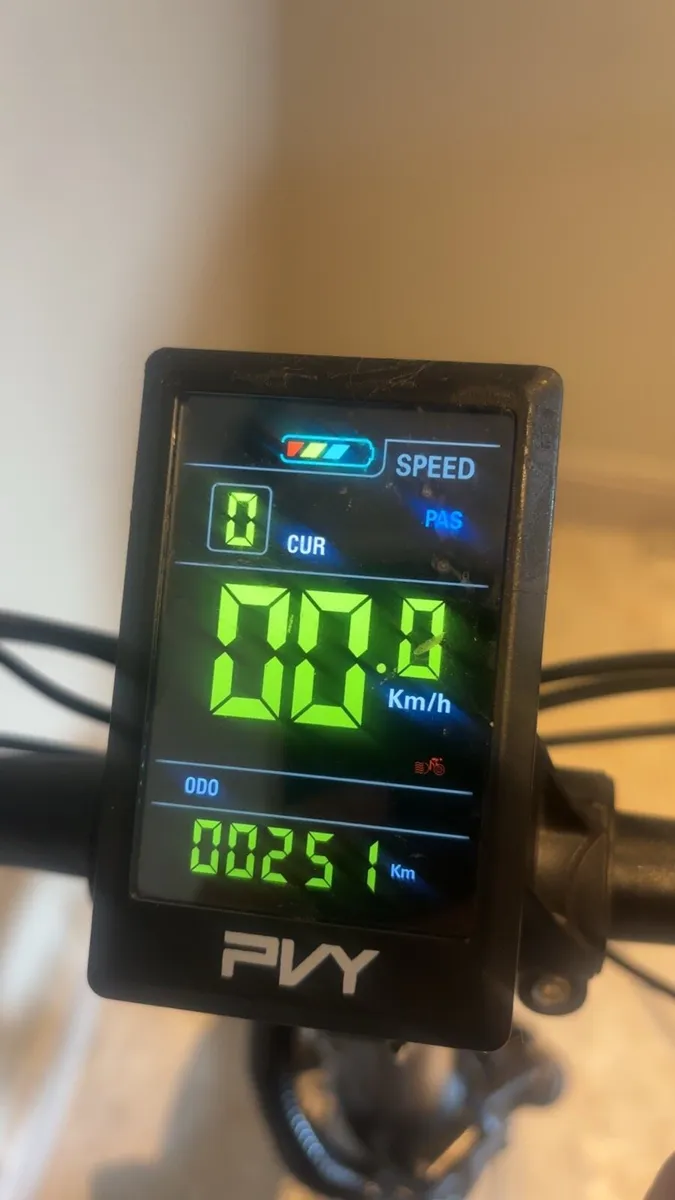 SPEED
0 CUR PAS
00.0
Km/h
ODO
00251 Km
PVY